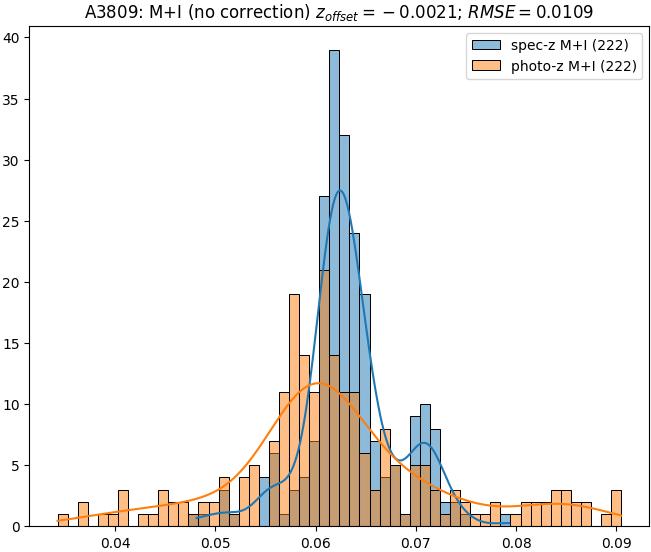 A3809: M+I (no correction) z_offset = −0.0021; RMSE = 0.0109
spec-z M+I (222)
photo-z M+I (222)
40
35
30
25
20
15
10
5
0
0.04 0.05 0.06 0.07 0.08 0.09